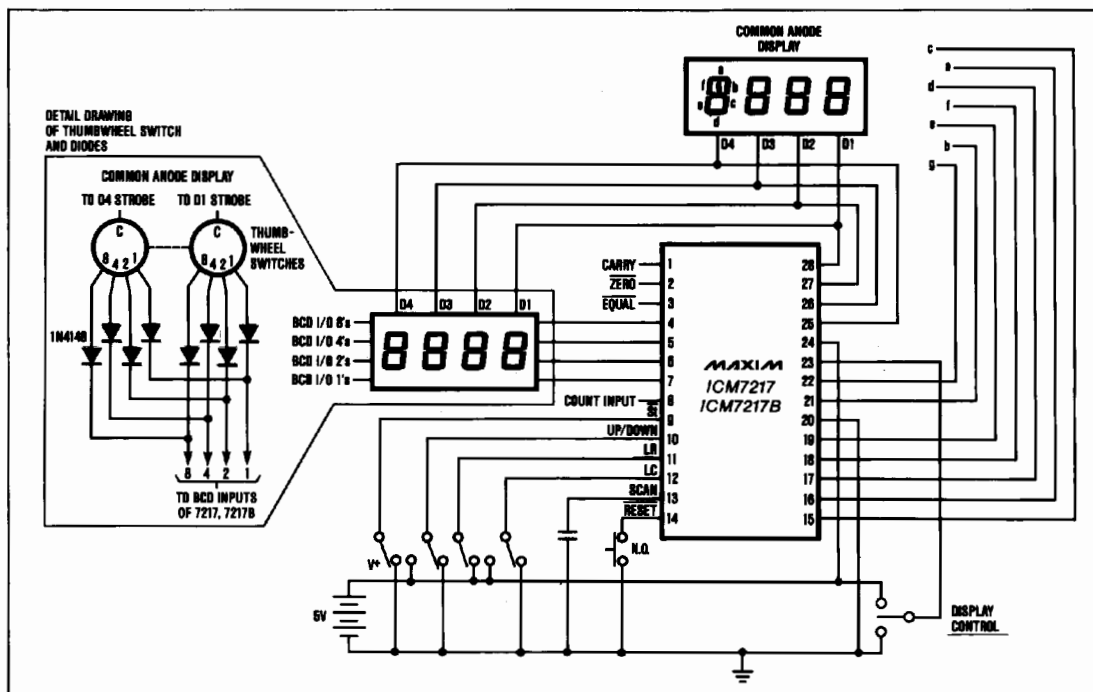 COMMON ANODE
DISPLAY
a
f
b
e
c
d
D4
D3
D2
D1
c
a
d
f
e
b
g
DETAIL DRAWING
OF THUMBWHEEL SWITCH
AND DIODES
COMMON ANODE DISPLAY
TO D4 STROBE
TO D1 STROBE
C
C
THUMB-
WHEEL
SWITCHES
8 4 2 1
8 4 2 1
1N4148
8 4 2 1
TO BCD INPUTS
OF 7217, 7217B
D4
D3
D2
D1
BCD I/O 8's
BCD I/O 4's
BCD I/O 2's
BCD I/O 1's
CARRY 1
ZERO 2
EQUAL 3
4
5
6
7
COUNT INPUT 8
9
UP/DOWN 10
LR 11
LC 12
SCAN 13
RESET 14
MAXIM
ICM7217
ICM7217B
28
27
26
25
24
23
22
21
20
19
18
17
16
15
N.O.
V+
5V
DISPLAY
CONTROL